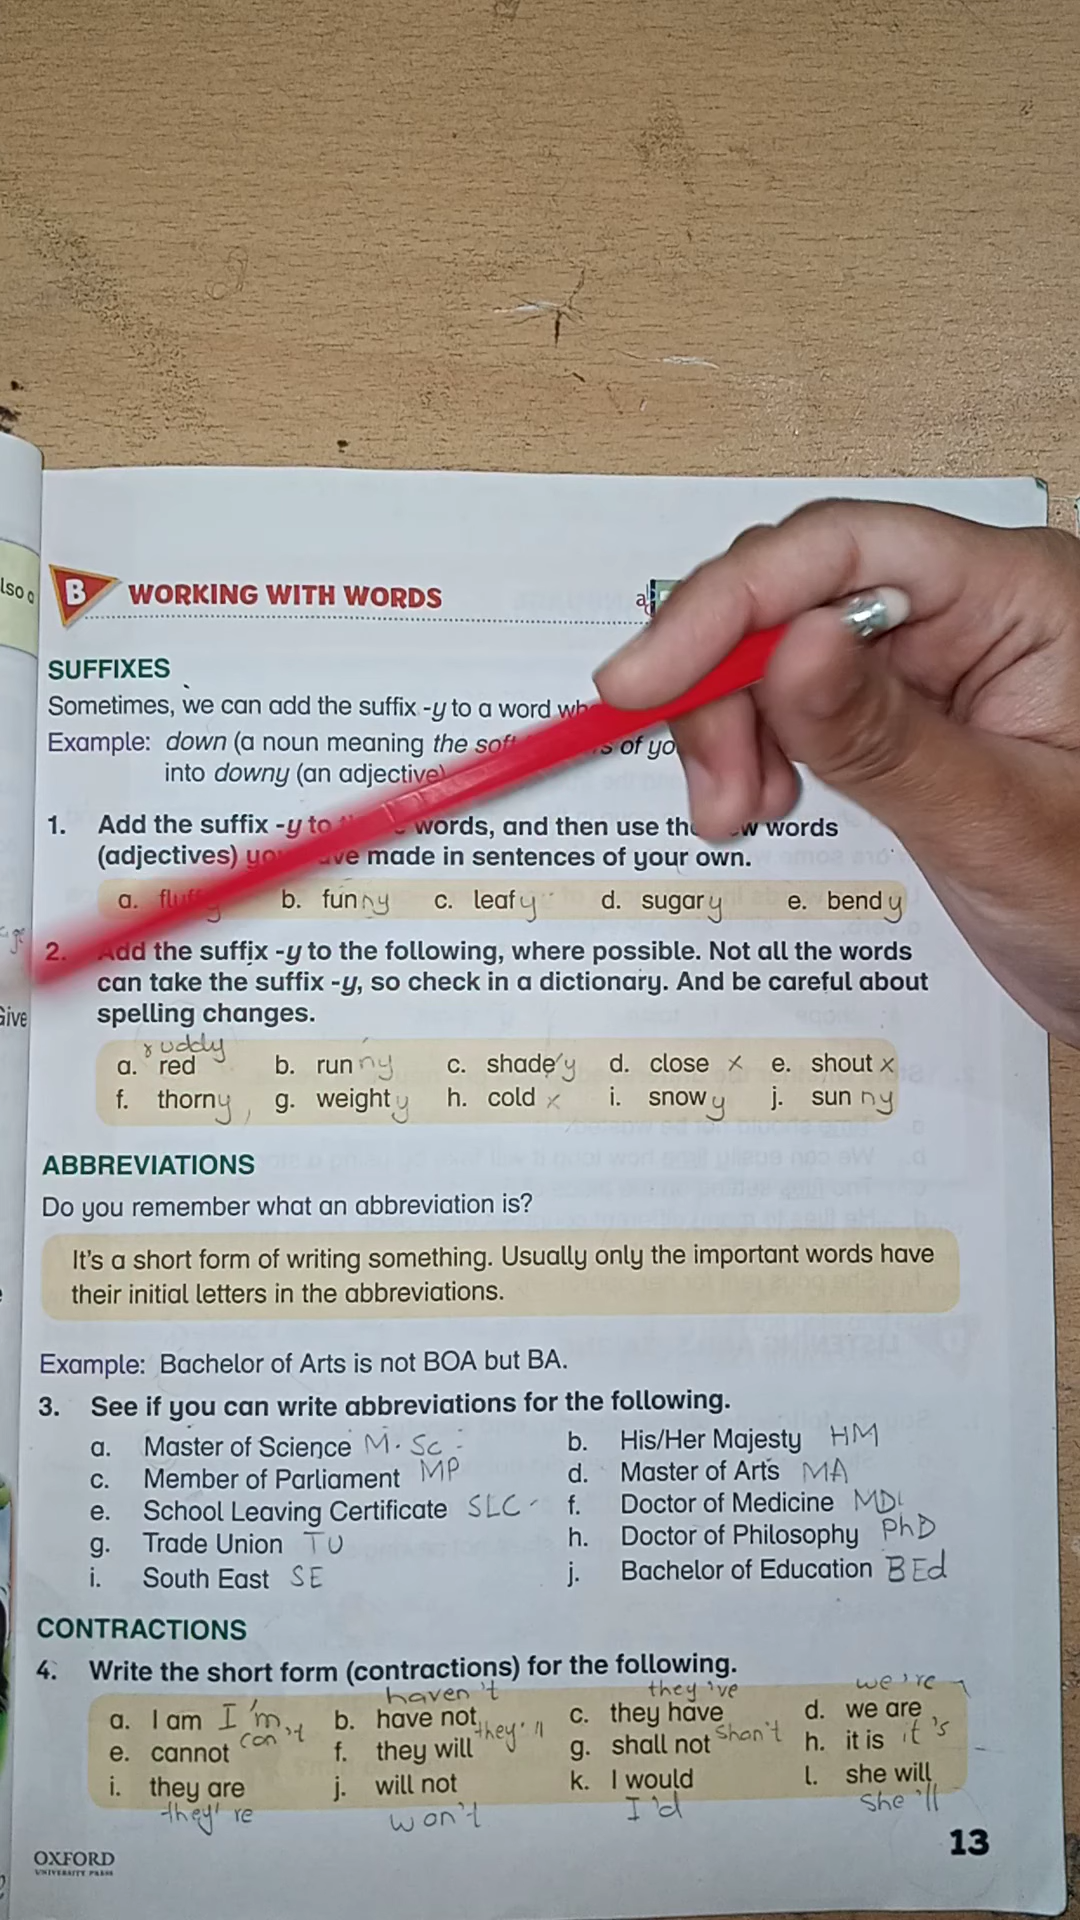 lso
B WORKING WITH WORDS
SUFFIXES
Sometimes, we can add the suffix -y to a word
Example: down (a noun meaning the soft of
into downy (an adjective)
1. Add the suffix -y to words, and then use words
(adjectives) made in sentences of your own.
a. fluffy b. funny c. leafy d. sugary e. bendy
2. Add the suffix -y to the following, where possible. Not all the words
can take the suffix -y, so check in a dictionary. And be careful about
Give
spelling changes.
ruddy
a. red b. runny c. shadey d. close x e. shout x
f. thorny, g. weighty h. cold x i. snowy j. sunny
ABBREVIATIONS
Do you remember what an abbreviation is?
It's a short form of writing something. Usually only the important words have
their initial letters in the abbreviations.
Example: Bachelor of Arts is not BOA but BA.
3. See if you can write abbreviations for the following.
a. Master of Science M.Sc b. His/Her Majesty HM
c. Member of Parliament MP d. Master of Arts MA
e. School Leaving Certificate SLC f. Doctor of Medicine MD
g. Trade Union TU h. Doctor of Philosophy PhD
i. South East SE j. Bachelor of Education BEd
CONTRACTIONS
4. Write the short form (contractions) for the following.
haven't they've we're
a. I am I'm b. have not c. they have d. we are
e. cannot can't f. they will they'll g. shall not shan't h. it is it's
i. they are j. will not k. I would l. she will
they're won't I'd she'll
OXFORD
UNIVERSITY PRESS
13